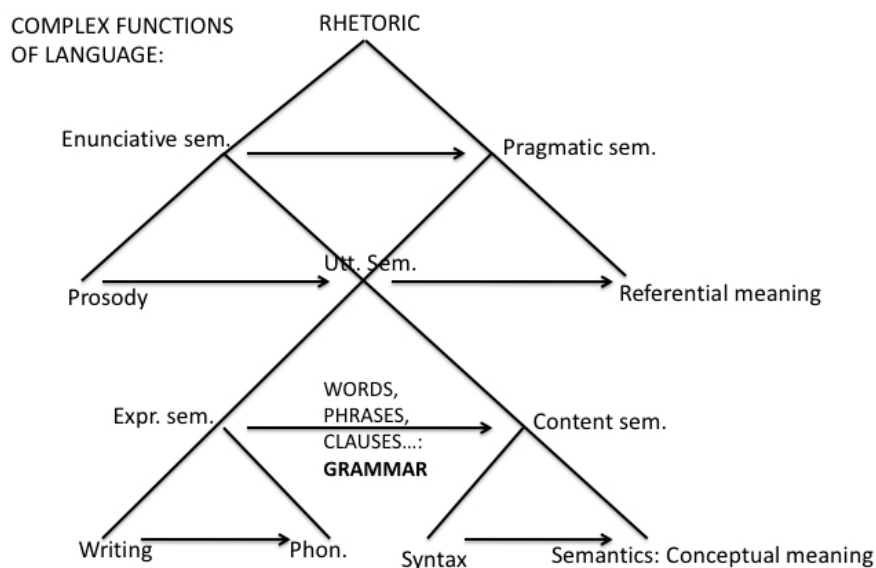 COMPLEX FUNCTIONS
OF LANGUAGE:
RHETORIC
Enunciative sem.
Pragmatic sem.
Utt. Sem.
Prosody
Referential meaning
WORDS,
PHRASES,
CLAUSES...:
GRAMMAR
Expr. sem.
Content sem.
Writing
Phon.
Syntax
Semantics: Conceptual meaning